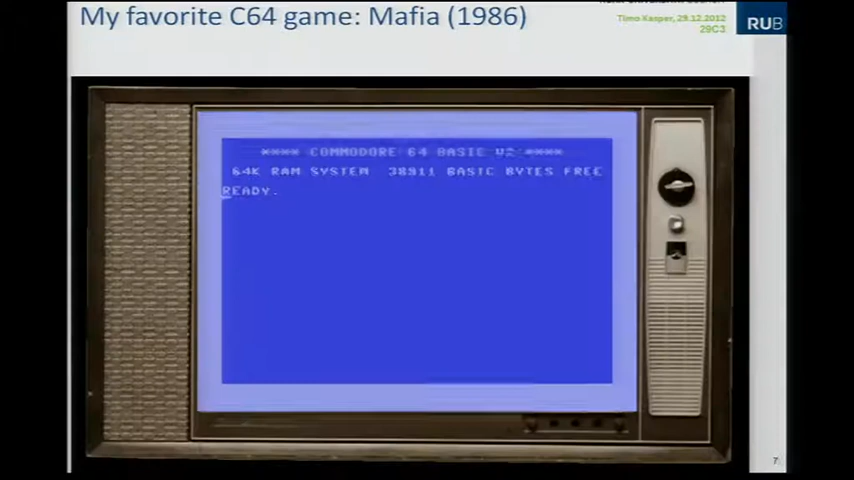 My favorite C64 game: Mafia (1986)
Timo Kasper, 29.12.2012
29C3
RUB
**** COMMODORE 64 BASIC V2 ****
64K RAM SYSTEM 38911 BASIC BYTES FREE
READY.
7